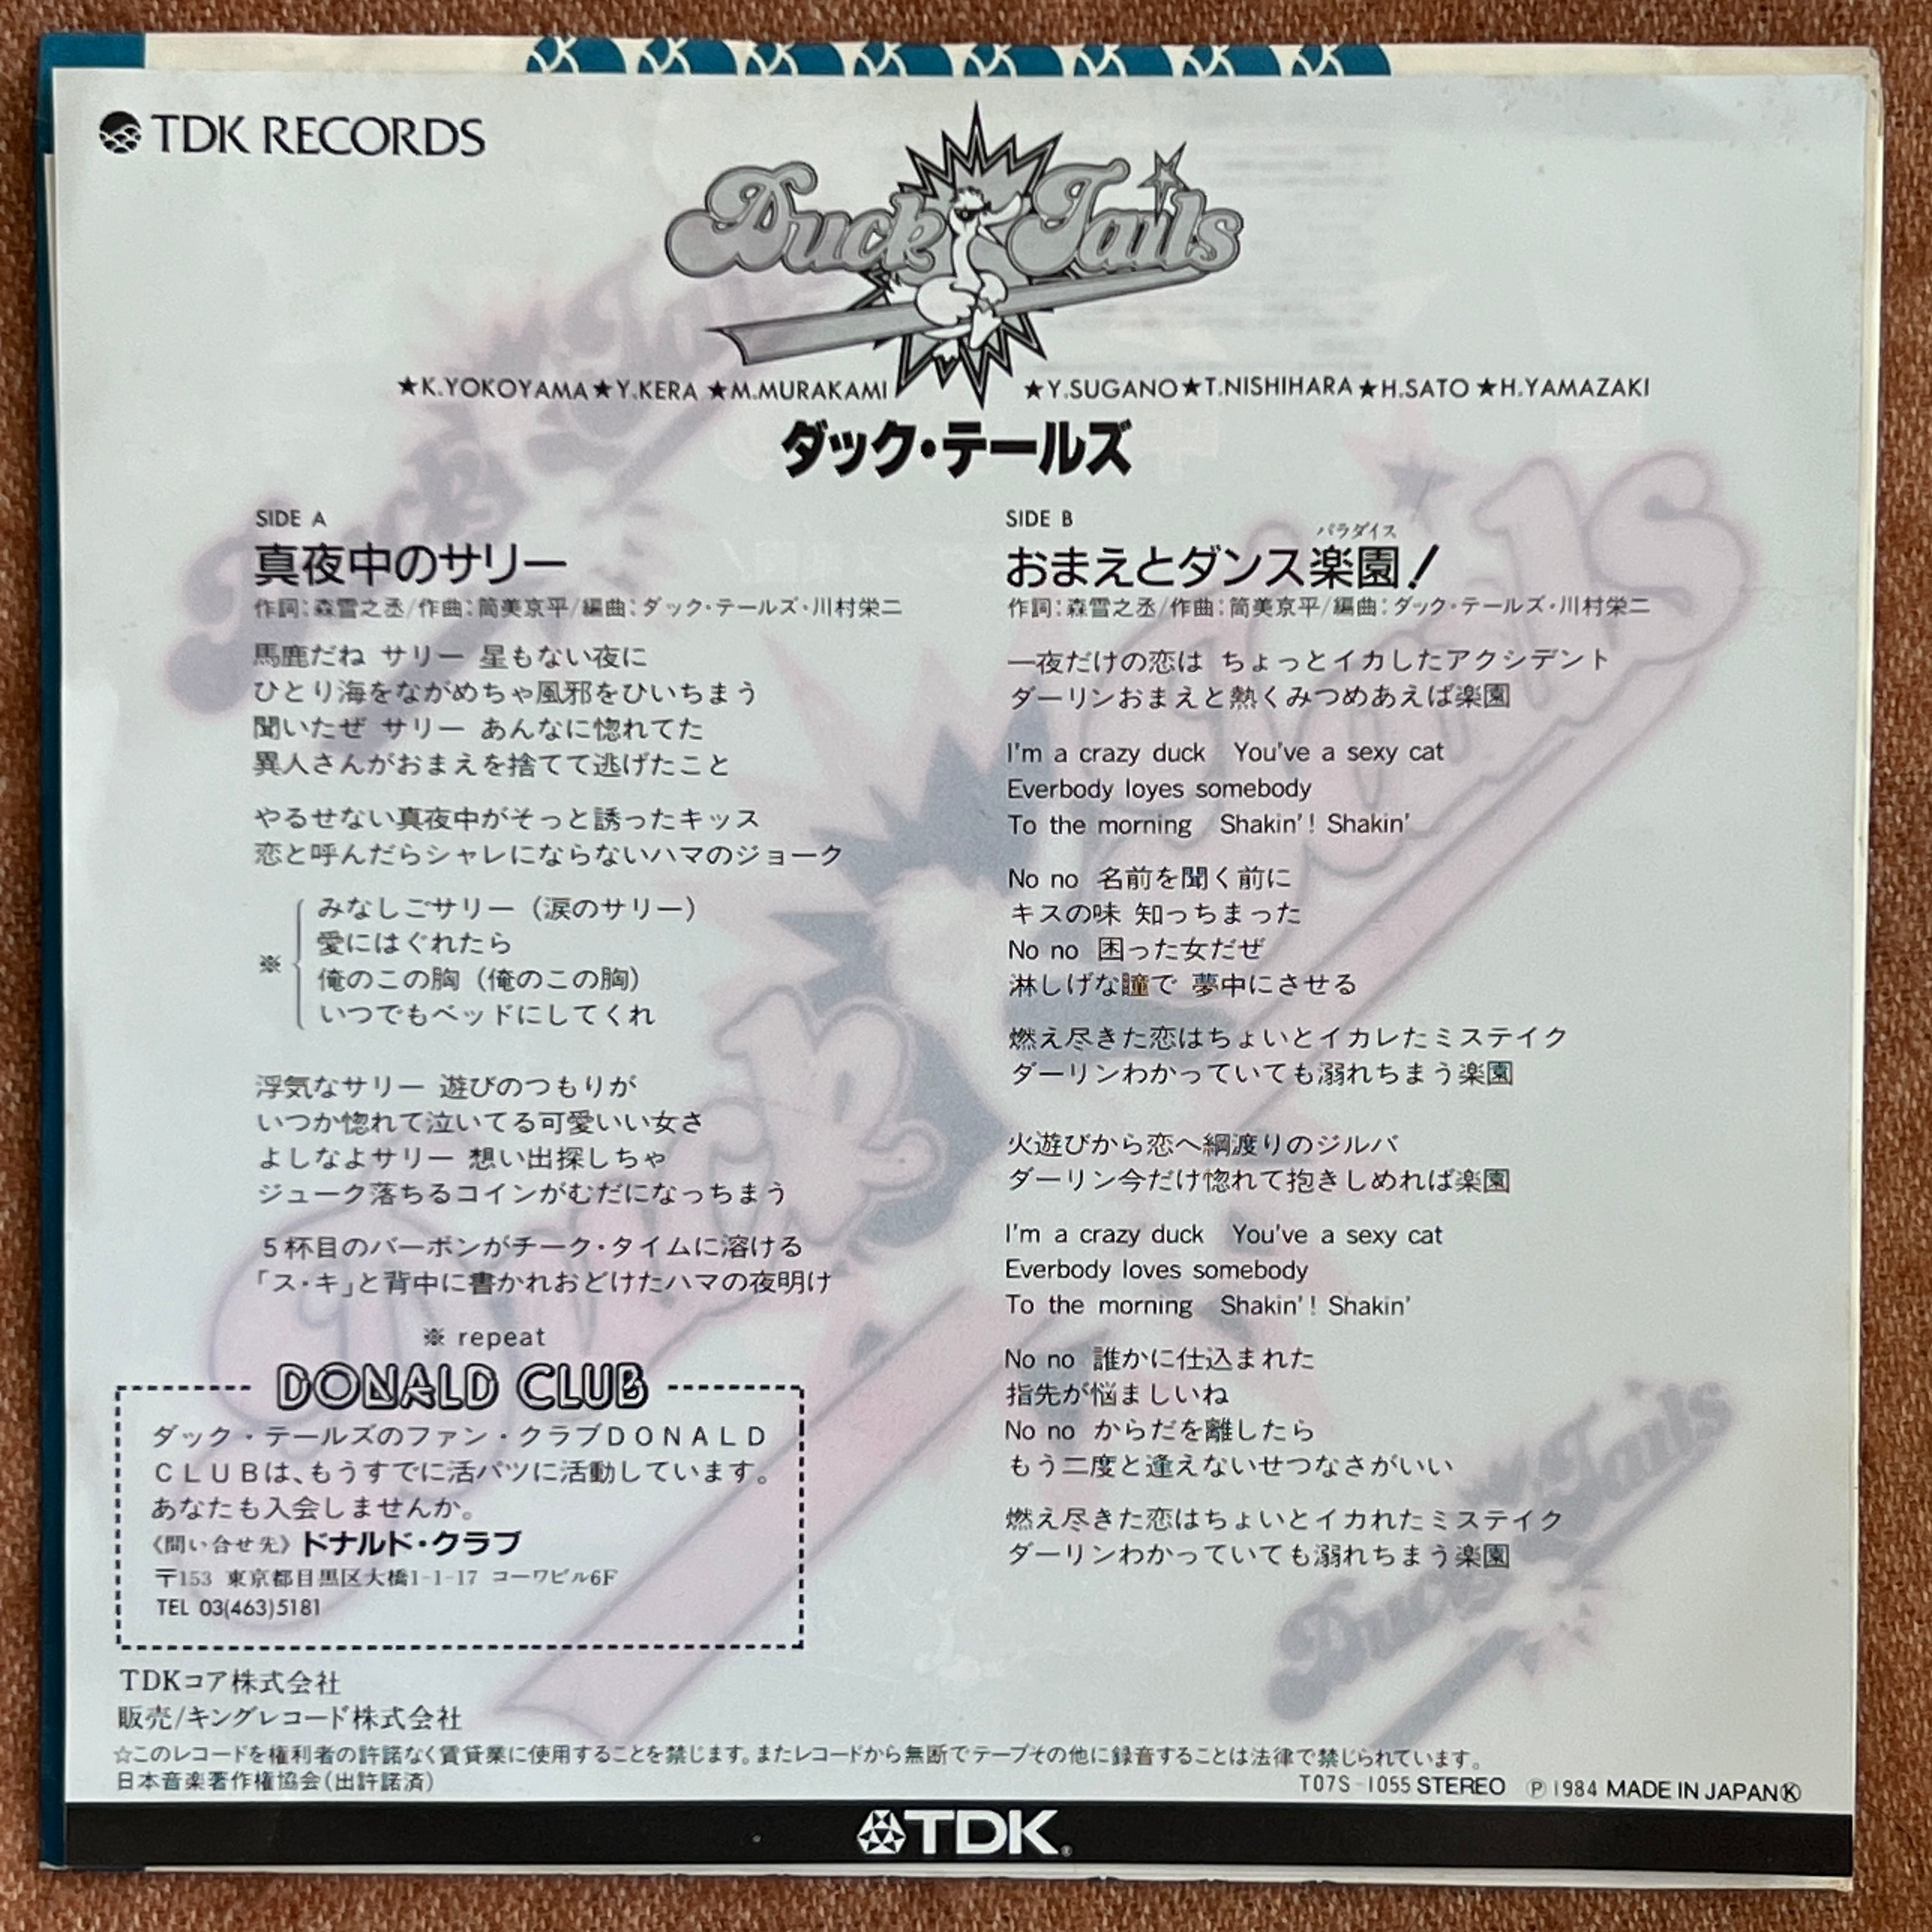 TDK RECORDS
Duck Tails
★K.YOKOYAMA★Y.KERA ★M.MURAKAMI ★Y.SUGANO★T.NISHIHARA★H.SATO ★H.YAMAZAKI
ダック・テールズ
SIDE A
真夜中のサリー
作詞:森雪之丞/作曲:筒美京平/編曲:ダック・テールズ・川村栄二
馬鹿だね サリー 星もない夜に
ひとり海をながめちゃ風邪をひいちまう
聞いたぜ サリー あんなに惚れてた
異人さんがおまえを捨てて逃げたこと
やるせない真夜中がそっと誘ったキッス
恋と呼んだらシャレにならないハマのジョーク
みなしごサリー(涙のサリー)
愛にはぐれたら
※
俺のこの胸(俺のこの胸)
いつでもベッドにしてくれ
浮気なサリー 遊びのつもりが
いつか惚れて泣いてる可愛いい女さ
よしなよサリー 想い出探しちゃ
ジューク落ちるコインがむだになっちまう
5杯目のバーボンがチーク・タイムに溶ける
「ス・キ」と背中に書かれおどけたハマの夜明け
※ repeat
DONALD CLUB
ダック・テールズのファン・クラブDONALD
CLUBは、もうすでに活パツに活動しています。
あなたも入会しませんか。
《問い合せ先》ドナルド・クラブ
〒153 東京都目黒区大橋1-1-17 コーワビル6F
TEL 03(463)5181
SIDE B
パラダイス
おまえとダンス楽園!
作詞:森雪之丞/作曲:筒美京平/編曲:ダック・テールズ・川村栄二
一夜だけの恋は ちょっとイカしたアクシデント
ダーリンおまえと熱くみつめあえば楽園
I'm a crazy duck You've a sexy cat
Everbody loyes somebody
To the morning Shakin'! Shakin'
No no 名前を聞く前に
キスの味 知っちまった
No no 困った女だぜ
淋しげな瞳で 夢中にさせる
燃え尽きた恋はちょいとイカレたミステイク
ダーリンわかっていても溺れちまう楽園
火遊びから恋へ綱渡りのジルバ
ダーリン今だけ惚れて抱きしめれば楽園
I'm a crazy duck You've a sexy cat
Everbody loves somebody
To the morning Shakin'! Shakin'
No no 誰かに仕込まれた
指先が悩ましいね
No no からだを離したら
もう二度と逢えないせつなさがいい
燃え尽きた恋はちょいとイカれたミステイク
ダーリンわかっていても溺れちまう楽園
TDKコア株式会社
販売/キングレコード株式会社
☆このレコードを権利者の許諾なく賃貸業に使用することを禁じます。またレコードから無断でテープその他に録音することは法律で禁じられています。
日本音楽著作権協会(出許諾済)
T07S-1055 STEREO Ⓟ1984 MADE IN JAPANⓀ
TDK®